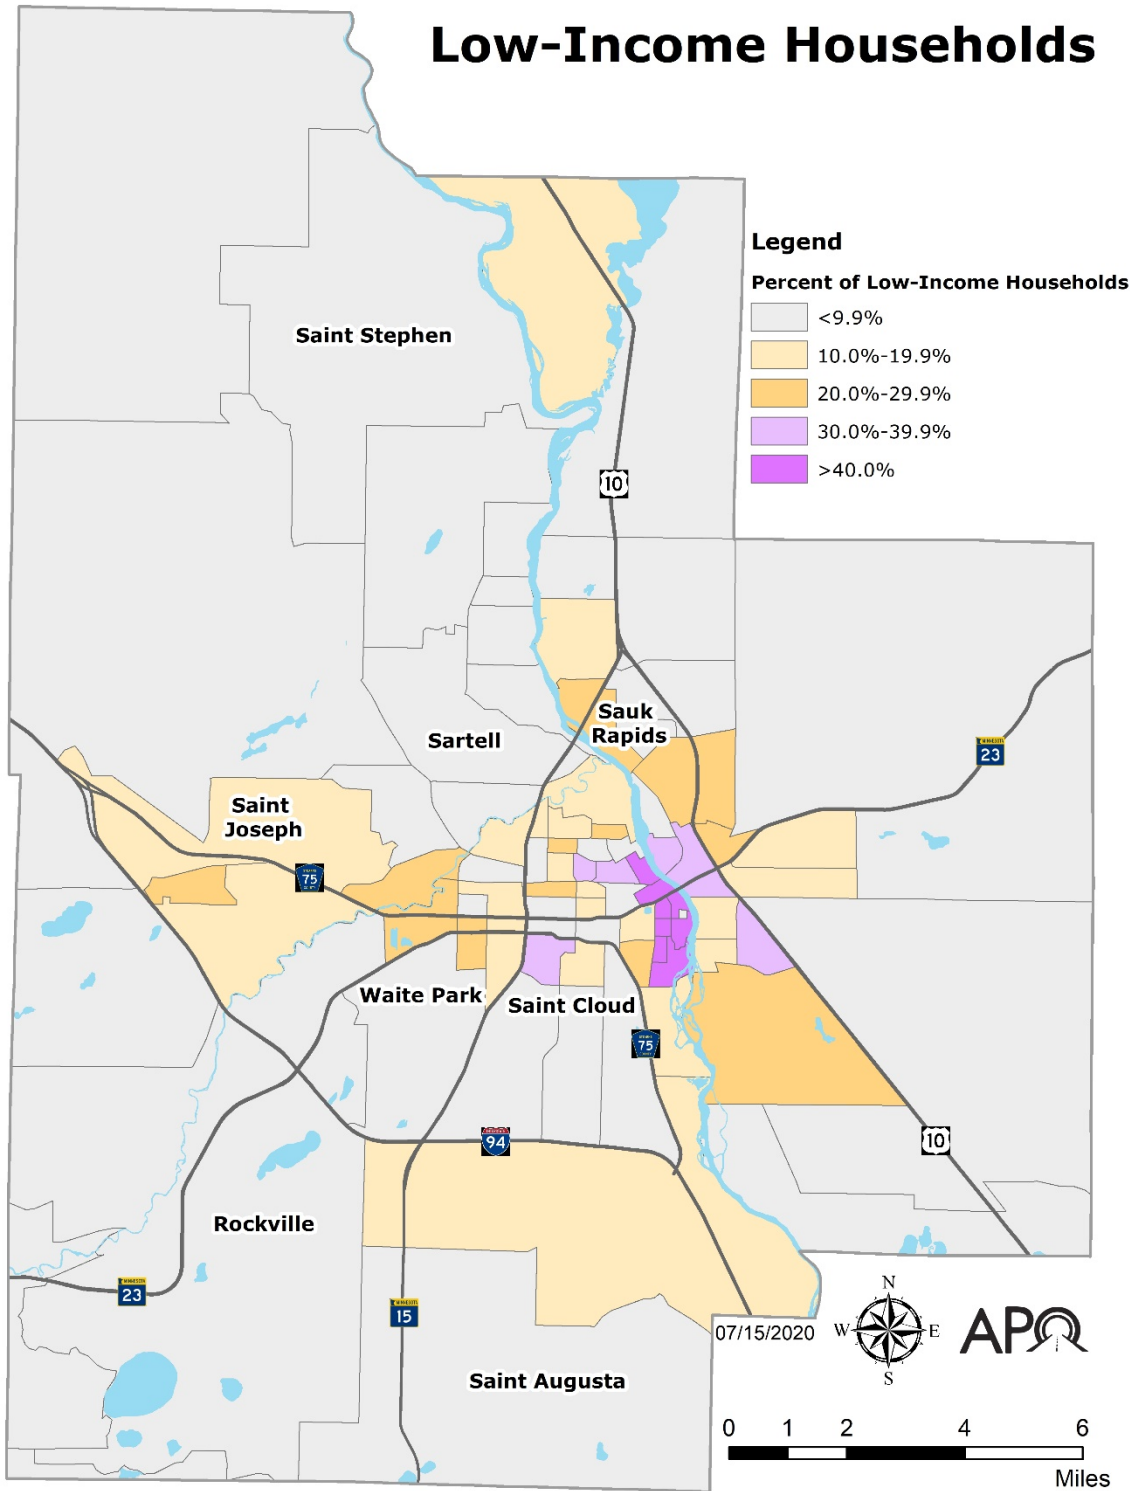 Low-Income Households
Legend
Percent of Low-Income Households
<9.9%
10.0%-19.9%
20.0%-29.9%
30.0%-39.9%
>40.0%
Saint Stephen
10
Sauk
Rapids
Sartell
MINNESOTA
23
Saint
Joseph
75
Waite Park
Saint Cloud
75
94
10
Rockville
MINNESOTA
23
MINNESOTA
15
Saint Augusta
07/15/2020
N
W
E
S
APO
0 1 2 4 6
Miles